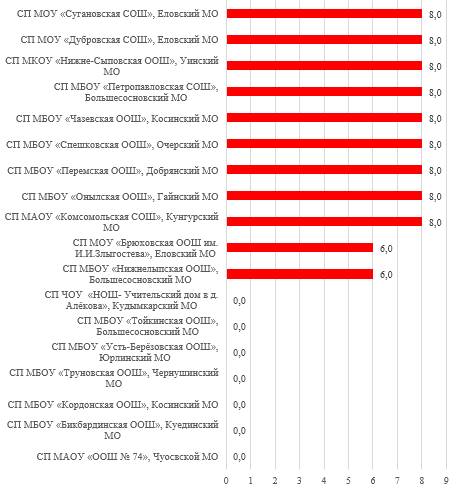 СП МОУ «Сугановская СОШ», Еловский МО 8,0
СП МОУ «Дубровская СОШ», Еловский МО 8,0
СП МКОУ «Нижне-Сыповская ООШ», Уинский
МО 8,0
СП МБОУ «Петропавловская СОШ»,
Большесосновский МО 8,0
СП МБОУ «Чазевская ООШ», Косинский МО 8,0
СП МБОУ «Спешковская ООШ», Очерский МО 8,0
СП МБОУ «Перемская ООШ», Добрянский МО 8,0
СП МБОУ «Онылская ООШ», Гайнский МО 8,0
СП МАОУ «Комсомольская СОШ», Кунгурский
МО 8,0
СП МОУ «Брюховская ООШ им.
И.И.Злыгостева», Еловский МО 6,0
СП МБОУ «Нижнелыпская ООШ»,
Большесосновский МО 6,0
СП ЧОУ «НОШ- Учительский дом в д.
Алёкова», Кудымкарский МО 0,0
СП МБОУ «Тойкинская ООШ»,
Большесосновский МО 0,0
СП МБОУ «Усть-Берёзовская ООШ»,
Юрлинский МО 0,0
СП МБОУ «Труновская ООШ», Чернушинский
МО 0,0
СП МБОУ «Кордонская ООШ», Косинский МО 0,0
СП МБОУ «Бикбардинская ООШ», Куединский
МО 0,0
СП МАОУ «ООШ № 74», Чуосвской МО 0,0
0 1 2 3 4 5 6 7 8 9